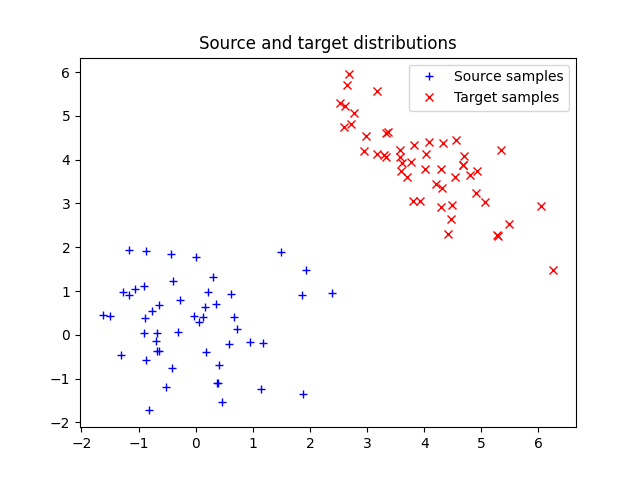 Source and target distributions
Source samples
Target samples
6
5
4
3
2
1
0
−1
−2
−2 −1 0 1 2 3 4 5 6